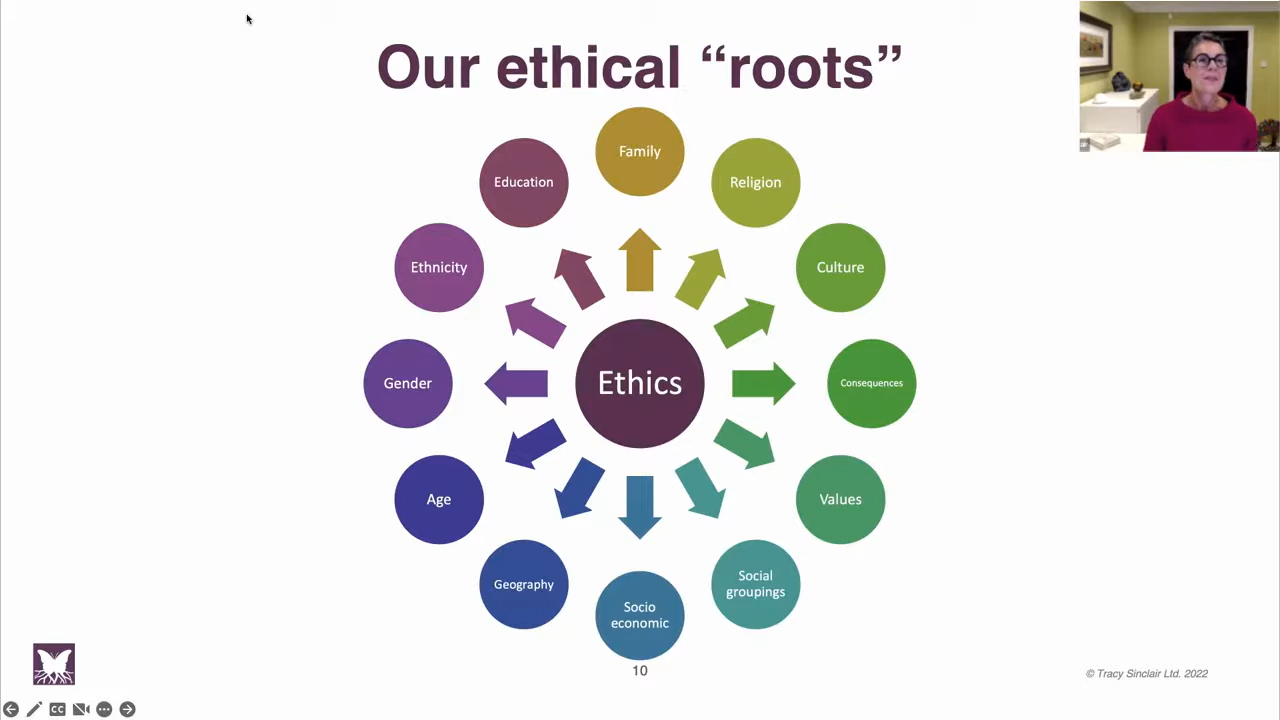 Our ethical “roots”
Family
Religion
Culture
Consequences
Values
Social
groupings
Socio
economic
Geography
Age
Gender
Ethnicity
Education
Ethics
10
© Tracy Sinclair Ltd. 2022
CC